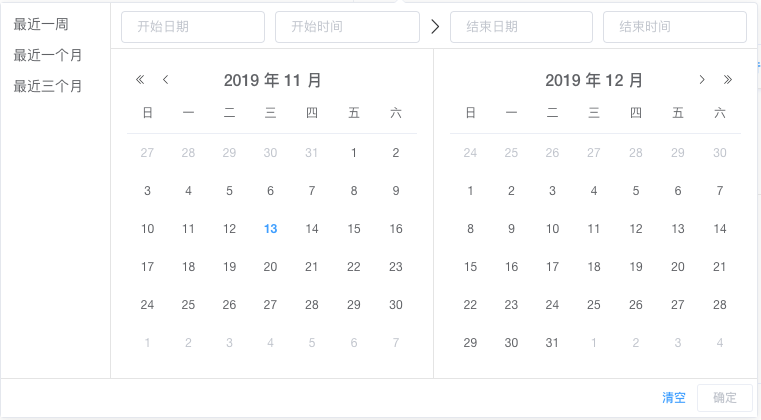 最近一周
最近一个月
最近三个月
开始日期 开始时间 结束日期 结束时间
2019 年 11 月
日 一 二 三 四 五 六
27 28 29 30 31 1 2
3 4 5 6 7 8 9
10 11 12 13 14 15 16
17 18 19 20 21 22 23
24 25 26 27 28 29 30
1 2 3 4 5 6 7
2019 年 12 月
日 一 二 三 四 五 六
24 25 26 27 28 29 30
1 2 3 4 5 6 7
8 9 10 11 12 13 14
15 16 17 18 19 20 21
22 23 24 25 26 27 28
29 30 31 1 2 3 4
清空 确定